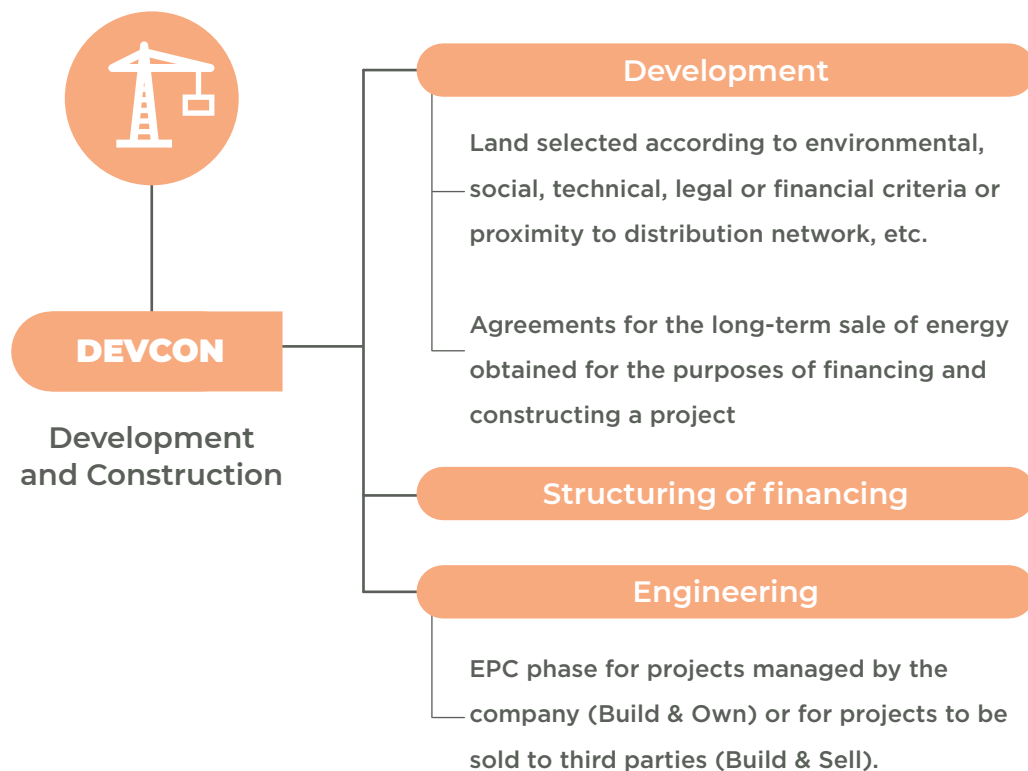 DEVCON
Development
and Construction
Development
Land selected according to environmental,
social, technical, legal or financial criteria or
proximity to distribution network, etc.
Agreements for the long-term sale of energy
obtained for the purposes of financing and
constructing a project
Structuring of financing
Engineering
EPC phase for projects managed by the
company (Build & Own) or for projects to be
sold to third parties (Build & Sell).